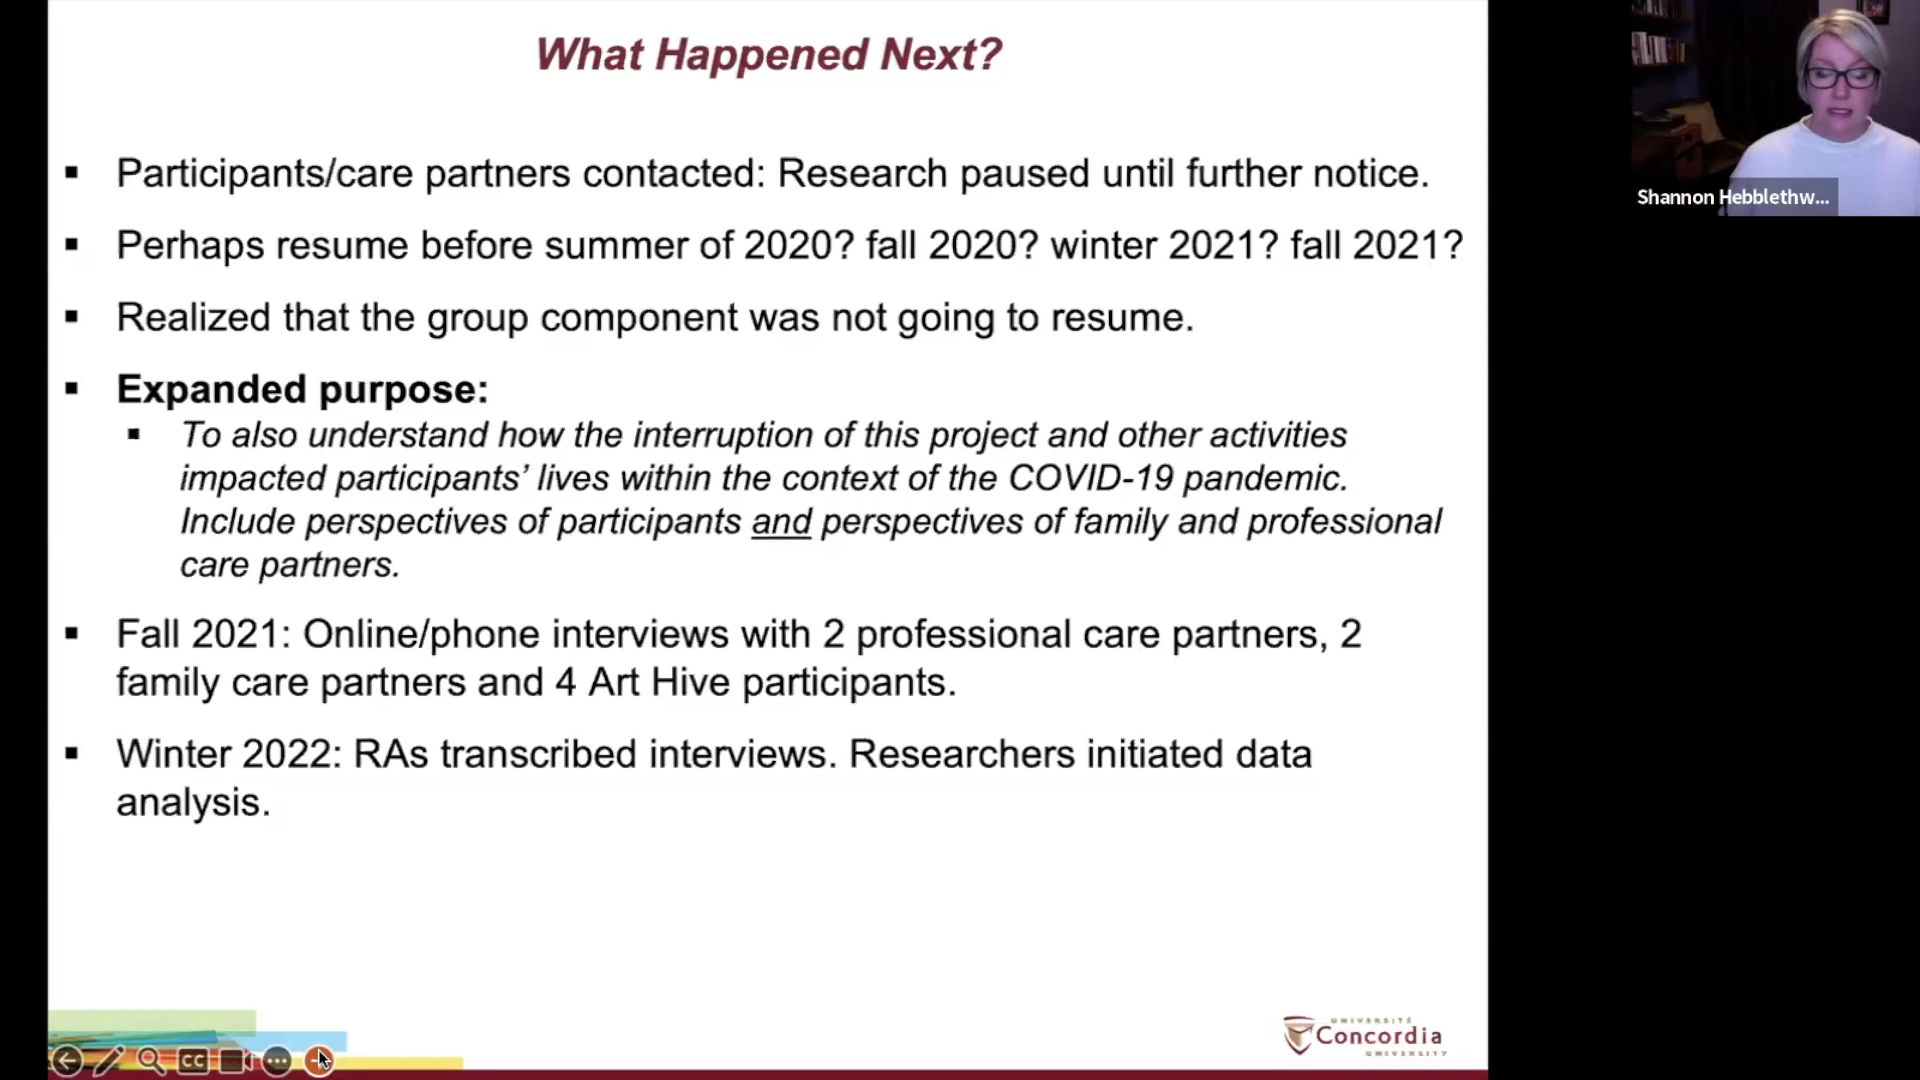 What Happened Next?
Shannon Hebblethw...
▪ Participants/care partners contacted: Research paused until further notice.
▪ Perhaps resume before summer of 2020? fall 2020? winter 2021? fall 2021?
▪ Realized that the group component was not going to resume.
▪ Expanded purpose:
▪ To also understand how the interruption of this project and other activities
impacted participants’ lives within the context of the COVID-19 pandemic.
Include perspectives of participants and perspectives of family and professional
care partners.
▪ Fall 2021: Online/phone interviews with 2 professional care partners, 2
family care partners and 4 Art Hive participants.
▪ Winter 2022: RAs transcribed interviews. Researchers initiated data
analysis.
UNIVERSITÉ
Concordia
UNIVERSITY
CC